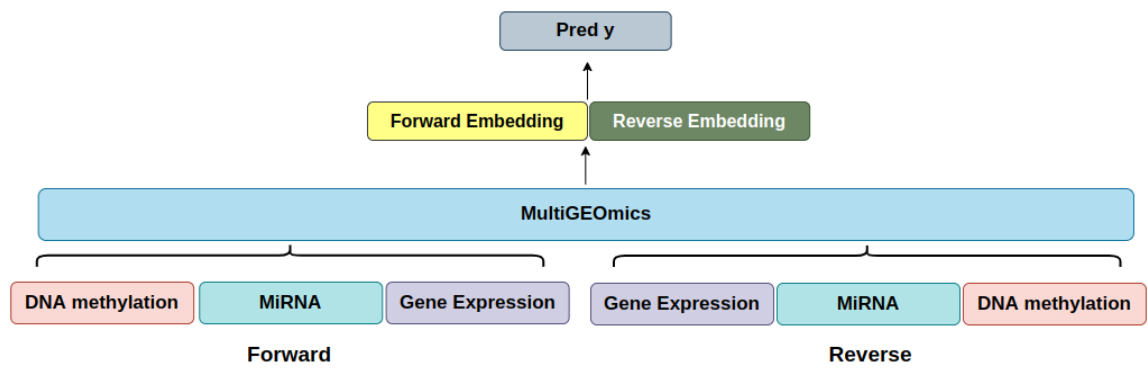 Pred y
Forward Embedding Reverse Embedding
MultiGEOmics
DNA methylation MiRNA Gene Expression Gene Expression MiRNA DNA methylation
Forward Reverse